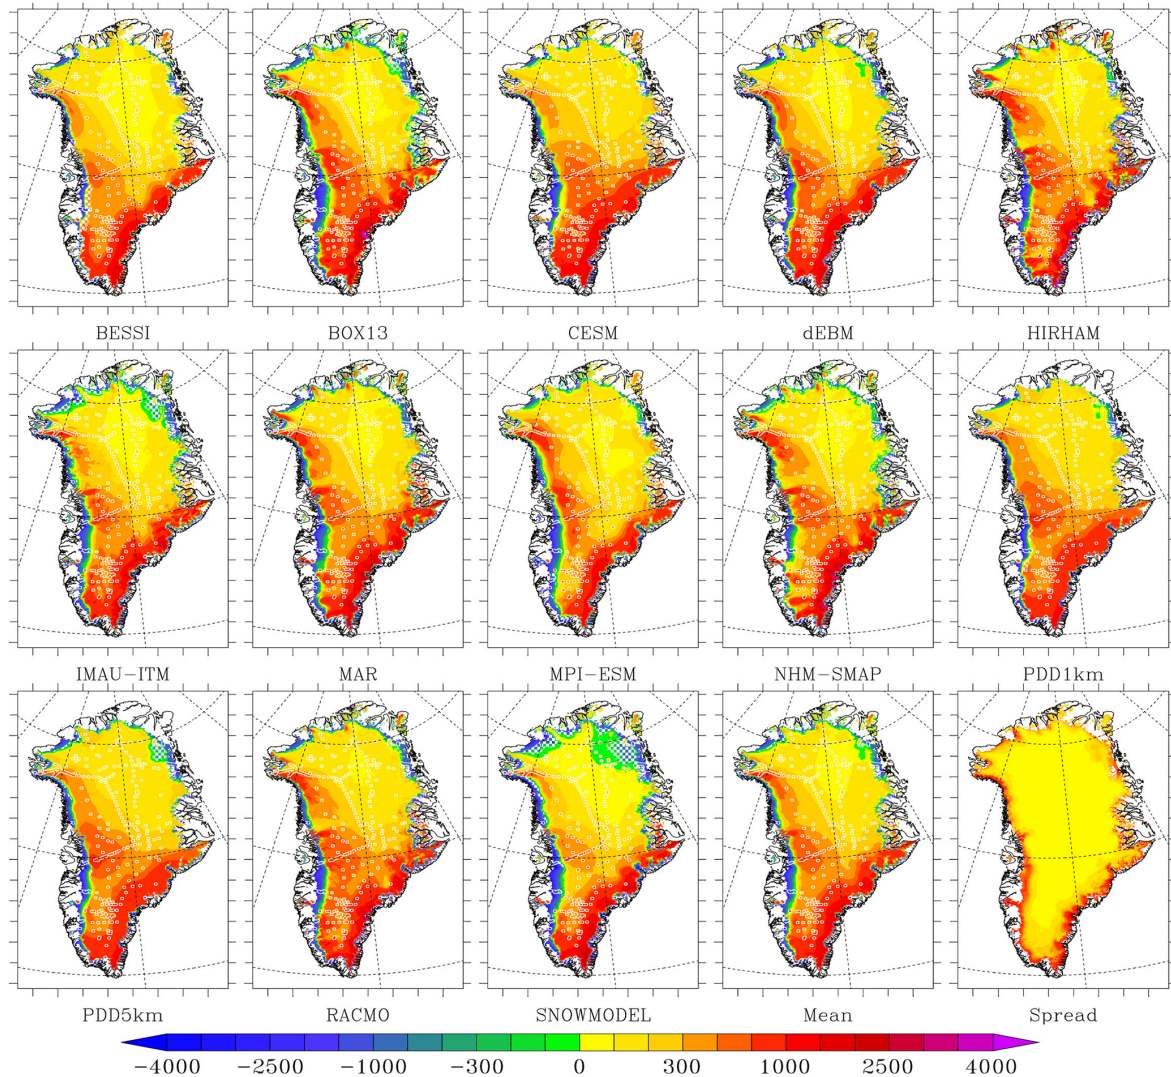 BESSI BOX13 CESM dEBM HIRHAM
IMAU−ITM MAR MPI−ESM NHM−SMAP PDD1km
PDD5km RACMO SNOWMODEL Mean Spread
−4000 −2500 −1000 −300 0 300 1000 2500 4000